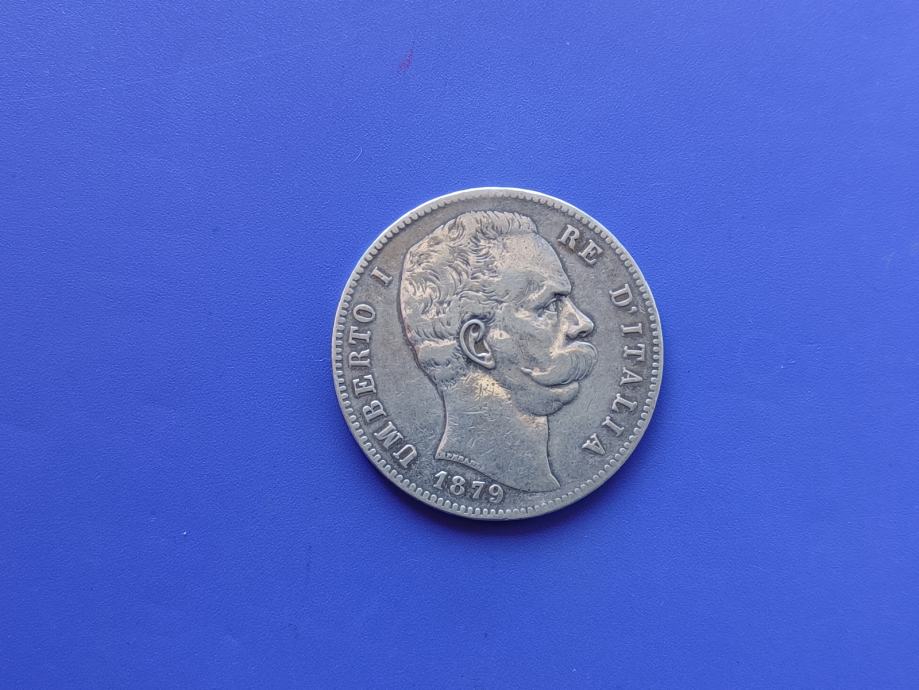 UMBERTO I RE D'ITALIA
1879